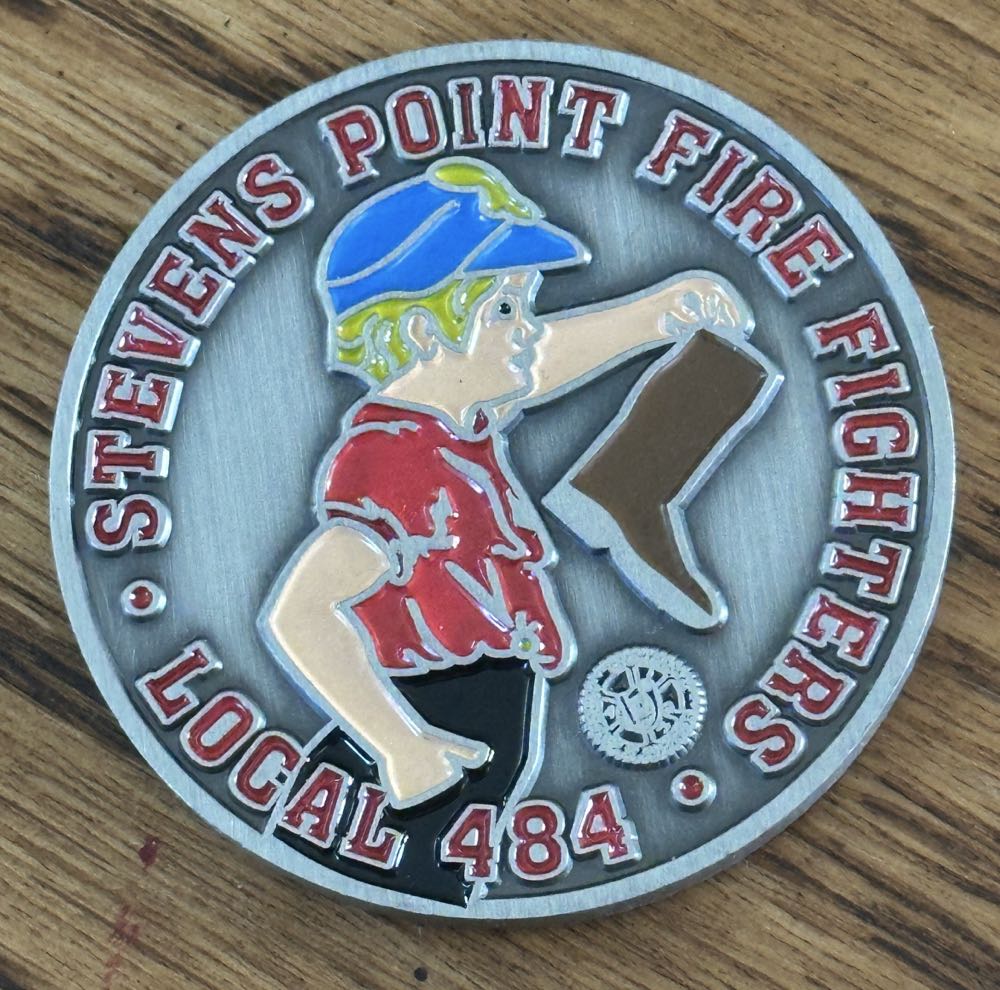 STEVENS POINT FIRE FIGHTERS
LOCAL 484